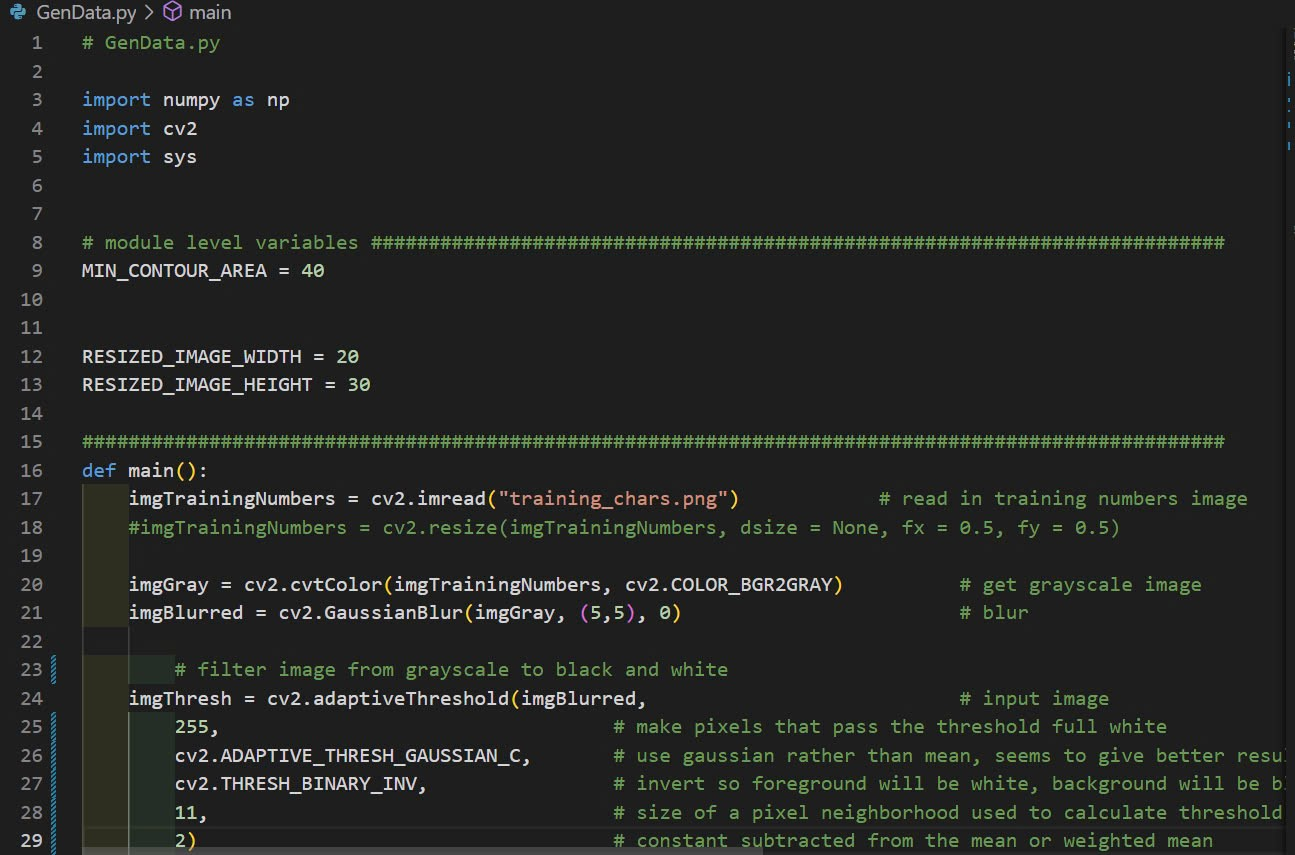 GenData.py > main
1 # GenData.py
2
3 import numpy as np
4 import cv2
5 import sys
6
7
8 # module level variables ##########################################################################
9 MIN_CONTOUR_AREA = 40
10
11
12 RESIZED_IMAGE_WIDTH = 20
13 RESIZED_IMAGE_HEIGHT = 30
14
15 ###################################################################################################
16 def main():
17 imgTrainingNumbers = cv2.imread("training_chars.png") # read in training numbers image
18 #imgTrainingNumbers = cv2.resize(imgTrainingNumbers, dsize = None, fx = 0.5, fy = 0.5)
19
20 imgGray = cv2.cvtColor(imgTrainingNumbers, cv2.COLOR_BGR2GRAY) # get grayscale image
21 imgBlurred = cv2.GaussianBlur(imgGray, (5,5), 0) # blur
22
23 # filter image from grayscale to black and white
24 imgThresh = cv2.adaptiveThreshold(imgBlurred, # input image
25 255, # make pixels that pass the threshold full white
26 cv2.ADAPTIVE_THRESH_GAUSSIAN_C, # use gaussian rather than mean, seems to give better
27 cv2.THRESH_BINARY_INV, # invert so foreground will be white, background will be
28 11, # size of a pixel neighborhood used to calculate threshold
29 2) # constant subtracted from the mean or weighted mean